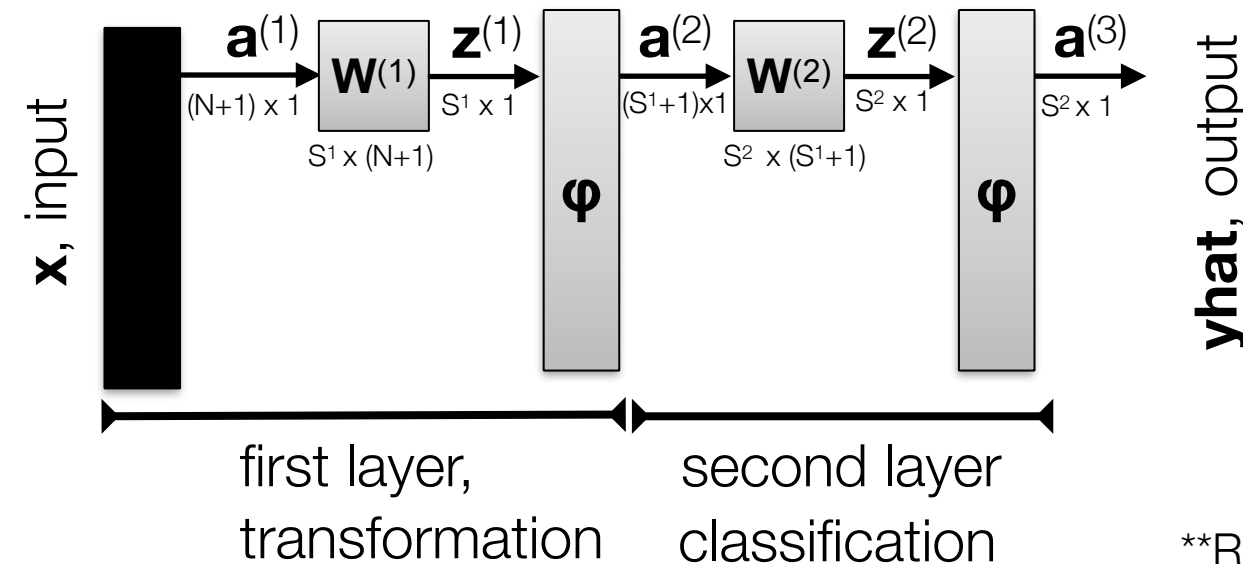 x, input
a(1)
(N+1) x 1
W(1)
S1 x (N+1)
z(1)
S1 x 1
φ
a(2)
(S1+1)x1
W(2)
S2 x (S1+1)
z(2)
S2 x 1
φ
a(3)
S2 x 1
yhat, output
first layer,
transformation
second layer
classification
**R